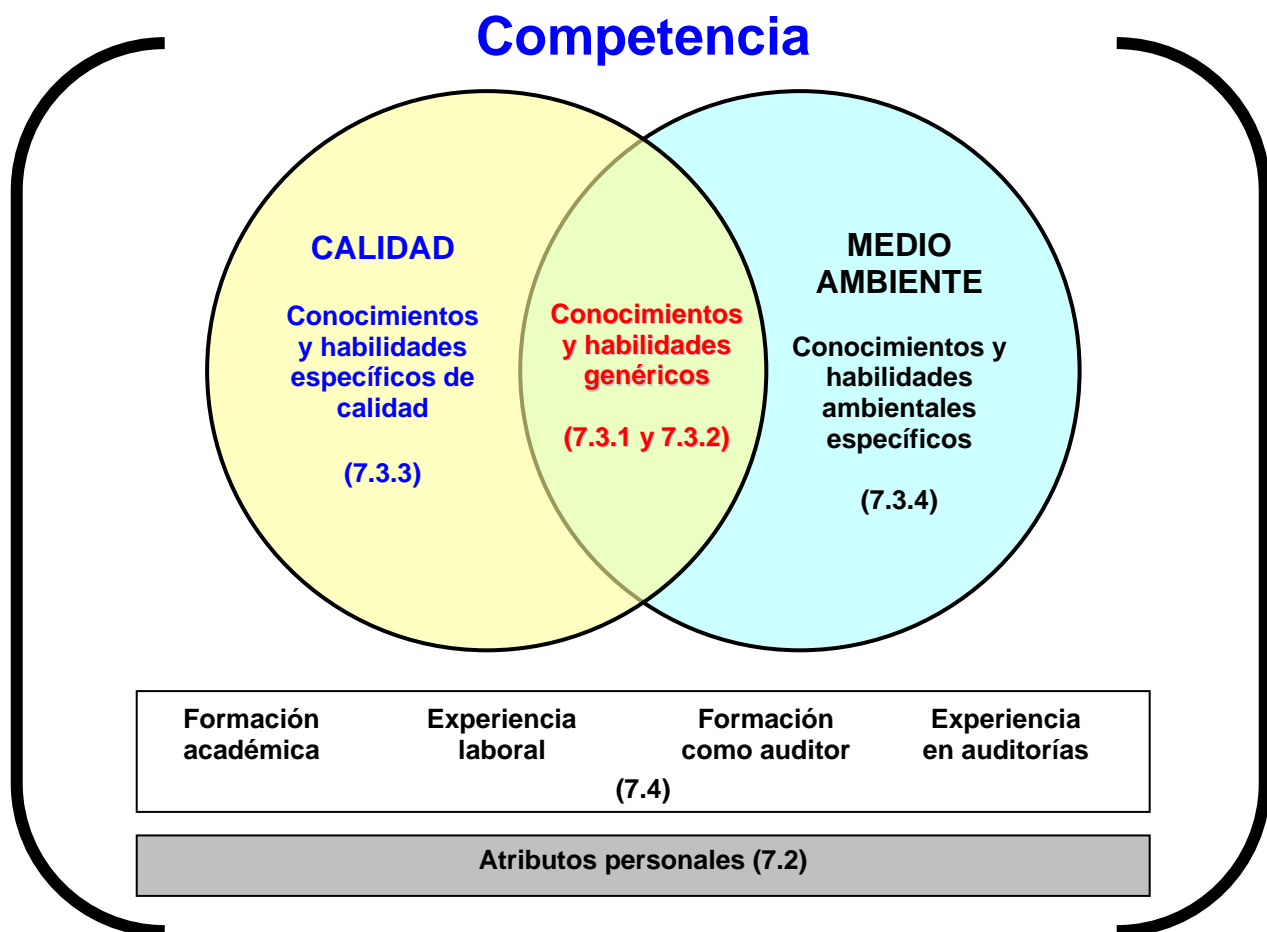 Competencia
CALIDAD
Conocimientos
y habilidades
específicos de
calidad
(7.3.3)
Conocimientos
y habilidades
genéricos
(7.3.1 y 7.3.2)
MEDIO
AMBIENTE
Conocimientos y
habilidades
ambientales
específicos
(7.3.4)
Formación
académica
Experiencia
laboral
Formación
como auditor
Experiencia
en auditorías
(7.4)
Atributos personales (7.2)